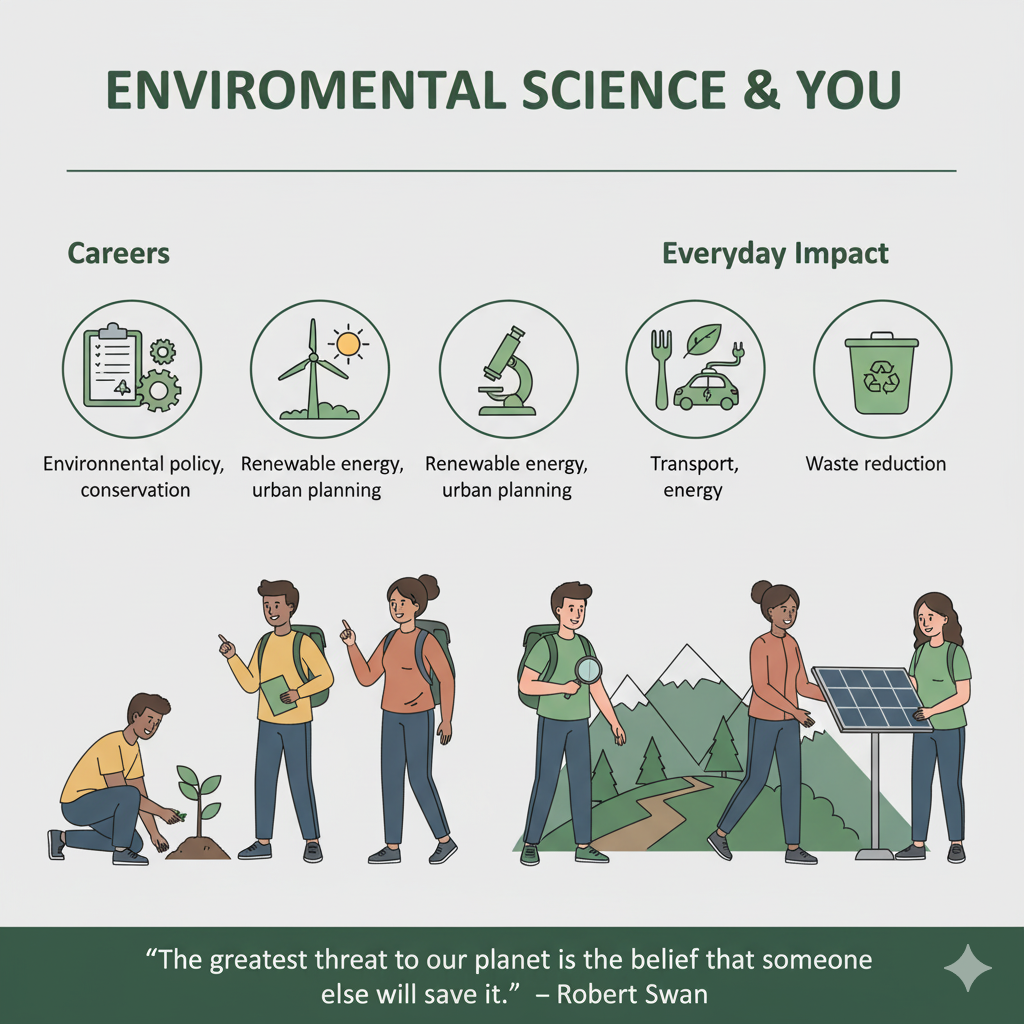 ENVIROMENTAL SCIENCE & YOU
Careers
Everyday Impact
Environnental policy,
conservation
Renewable energy,
urban planning
Renewable energy,
urban planning
Transport,
energy
Waste reduction
“The greatest threat to our planet is the belief that someone
else will save it.” – Robert Swan